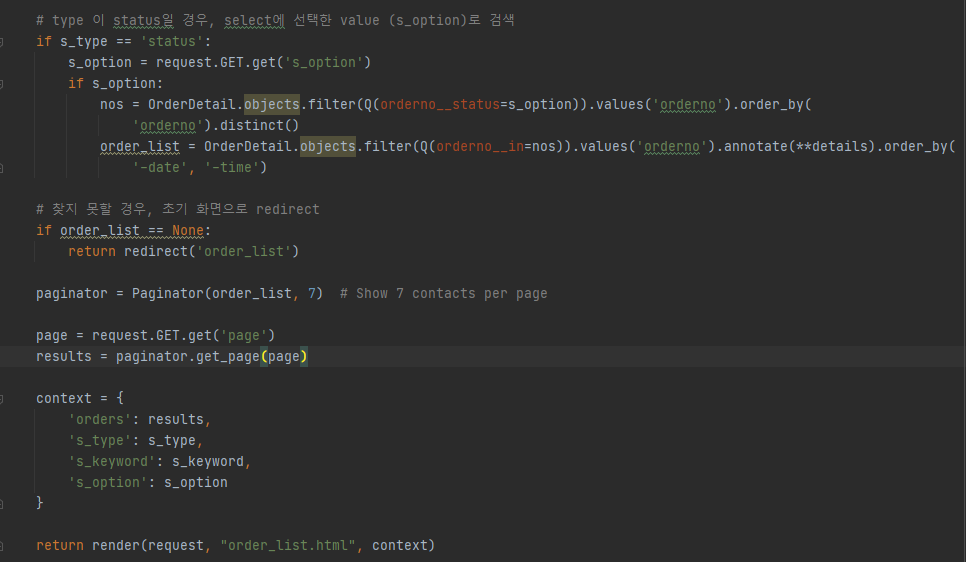 # type 이 status일 경우, select에 선택한 value (s_option)로 검색
if s_type == 'status':
s_option = request.GET.get('s_option')
if s_option:
nos = OrderDetail.objects.filter(Q(orderno__status=s_option)).values('orderno').order_by(
'orderno').distinct()
order_list = OrderDetail.objects.filter(Q(orderno__in=nos)).values('orderno').annotate(**details).order_by(
'-date', '-time')
# 찾지 못할 경우, 초기 화면으로 redirect
if order_list == None:
return redirect('order_list')
paginator = Paginator(order_list, 7)  # Show 7 contacts per page
page = request.GET.get('page')
results = paginator.get_page(page)
context = {
'orders': results,
's_type': s_type,
's_keyword': s_keyword,
's_option': s_option
}
return render(request, "order_list.html", context)